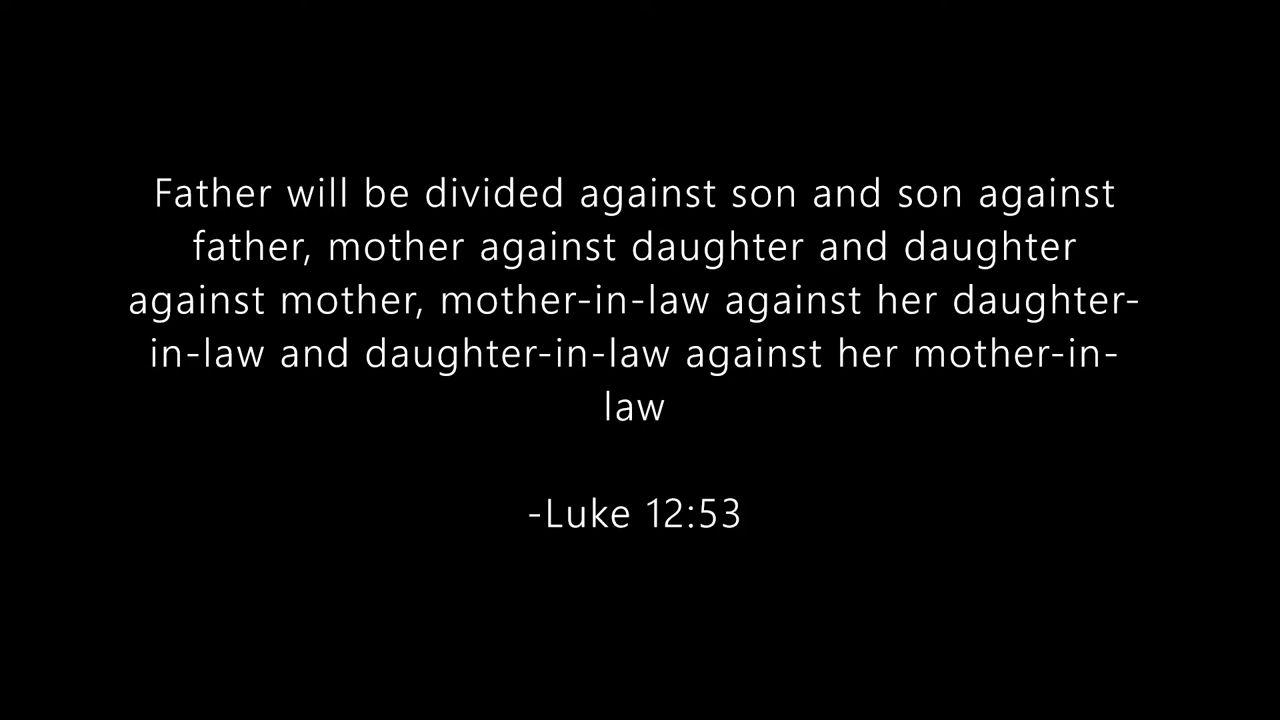 Father will be divided against son and son against
father, mother against daughter and daughter
against mother, mother-in-law against her daughter-
in-law and daughter-in-law against her mother-in-
law
-Luke 12:53